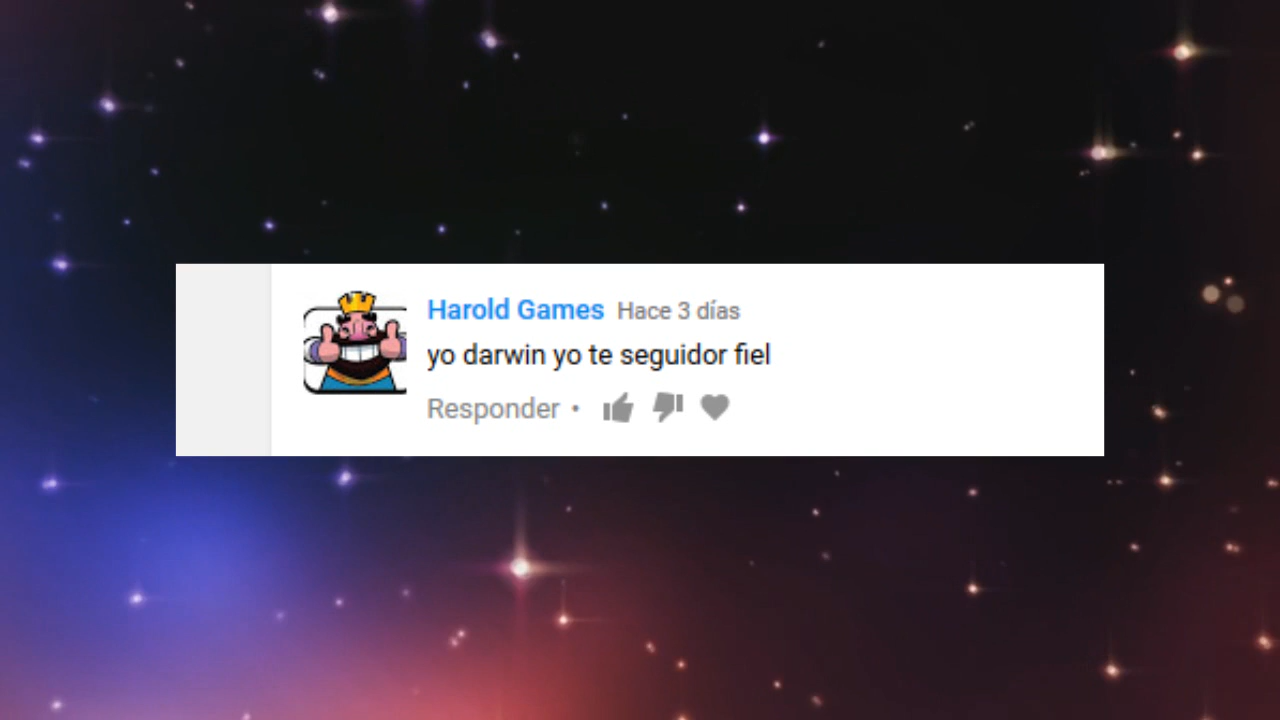 Harold Games Hace 3 días
yo darwin yo te seguidor fiel
Responder •